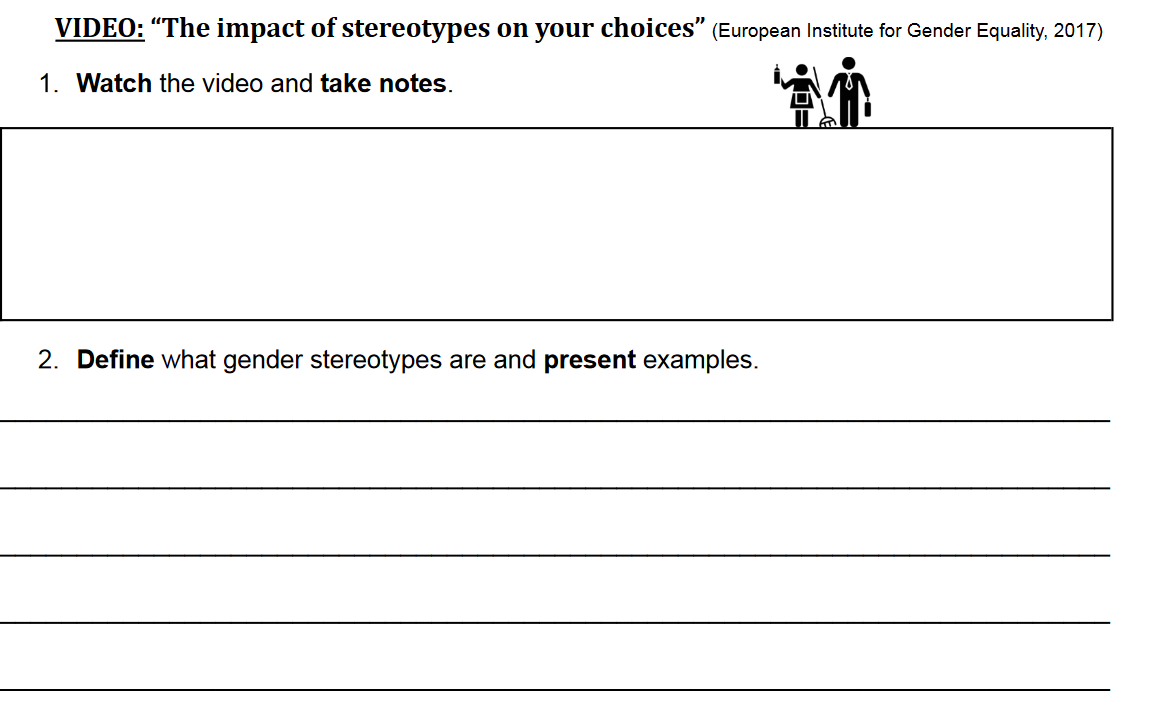 VIDEO: “The impact of stereotypes on your choices” (European Institute for Gender Equality, 2017)
1. Watch the video and take notes.
2. Define what gender stereotypes are and present examples.